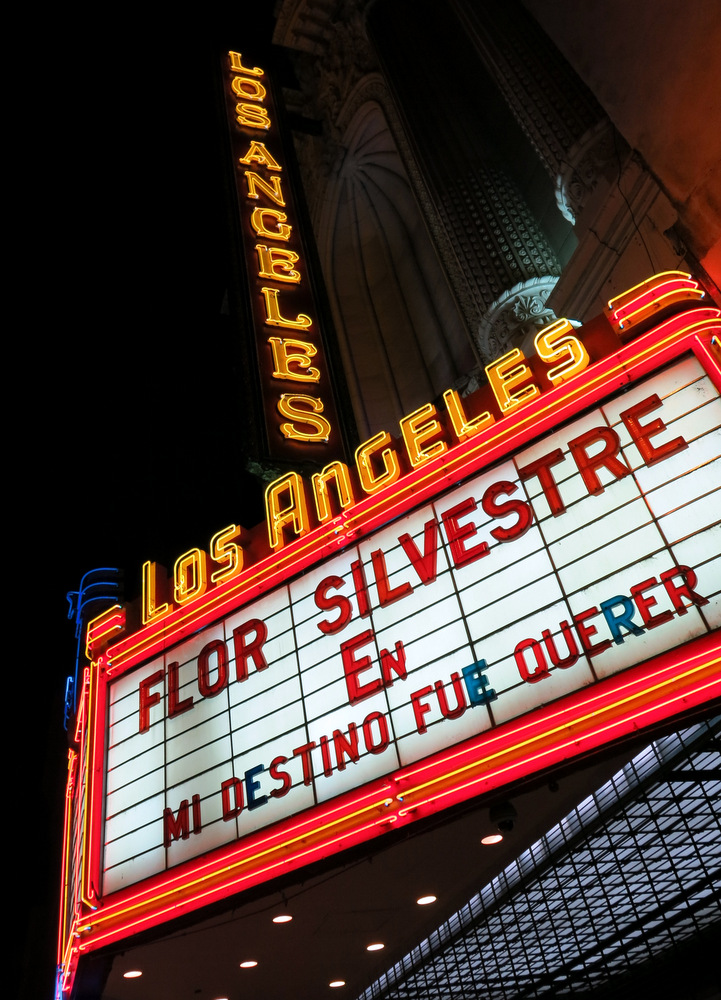 LOS ANGELES
LOS ANGELES
FLOR SILVESTRE
EN
MI DESTINO FUE QUERER